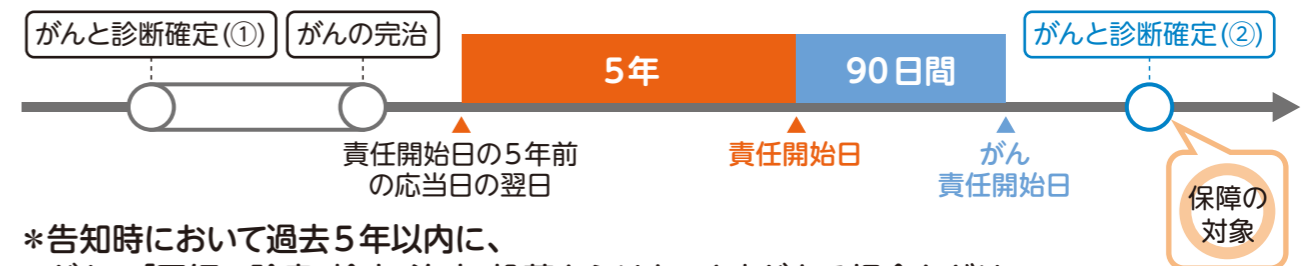 がんと診断確定(①)
がんの完治
5年
90日間
がんと診断確定(②)
責任開始日の5年前
の応当日の翌日
責任開始日
がん
責任開始日
保障の
対象
＊告知時において過去5年以内に、